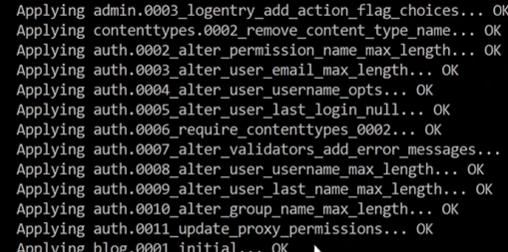 Applying admin.0003_logentry_add_action_flag_choices... OK
Applying contenttypes.0002_remove_content_type_name... OK
Applying auth.0002_alter_permission_name_max_length... OK
Applying auth.0003_alter_user_email_max_length... OK
Applying auth.0004_alter_user_username_opts... OK
Applying auth.0005_alter_user_last_login_null... OK
Applying auth.0006_require_contenttypes_0002... OK
Applying auth.0007_alter_validators_add_error_messages...
Applying auth.0008_alter_user_username_max_length... OK
Applying auth.0009_alter_user_last_name_max_length... OK
Applying auth.0010_alter_group_name_max_length... OK
Applying auth.0011_update_proxy_permissions... OK
Applying blog.0001_initial... OK